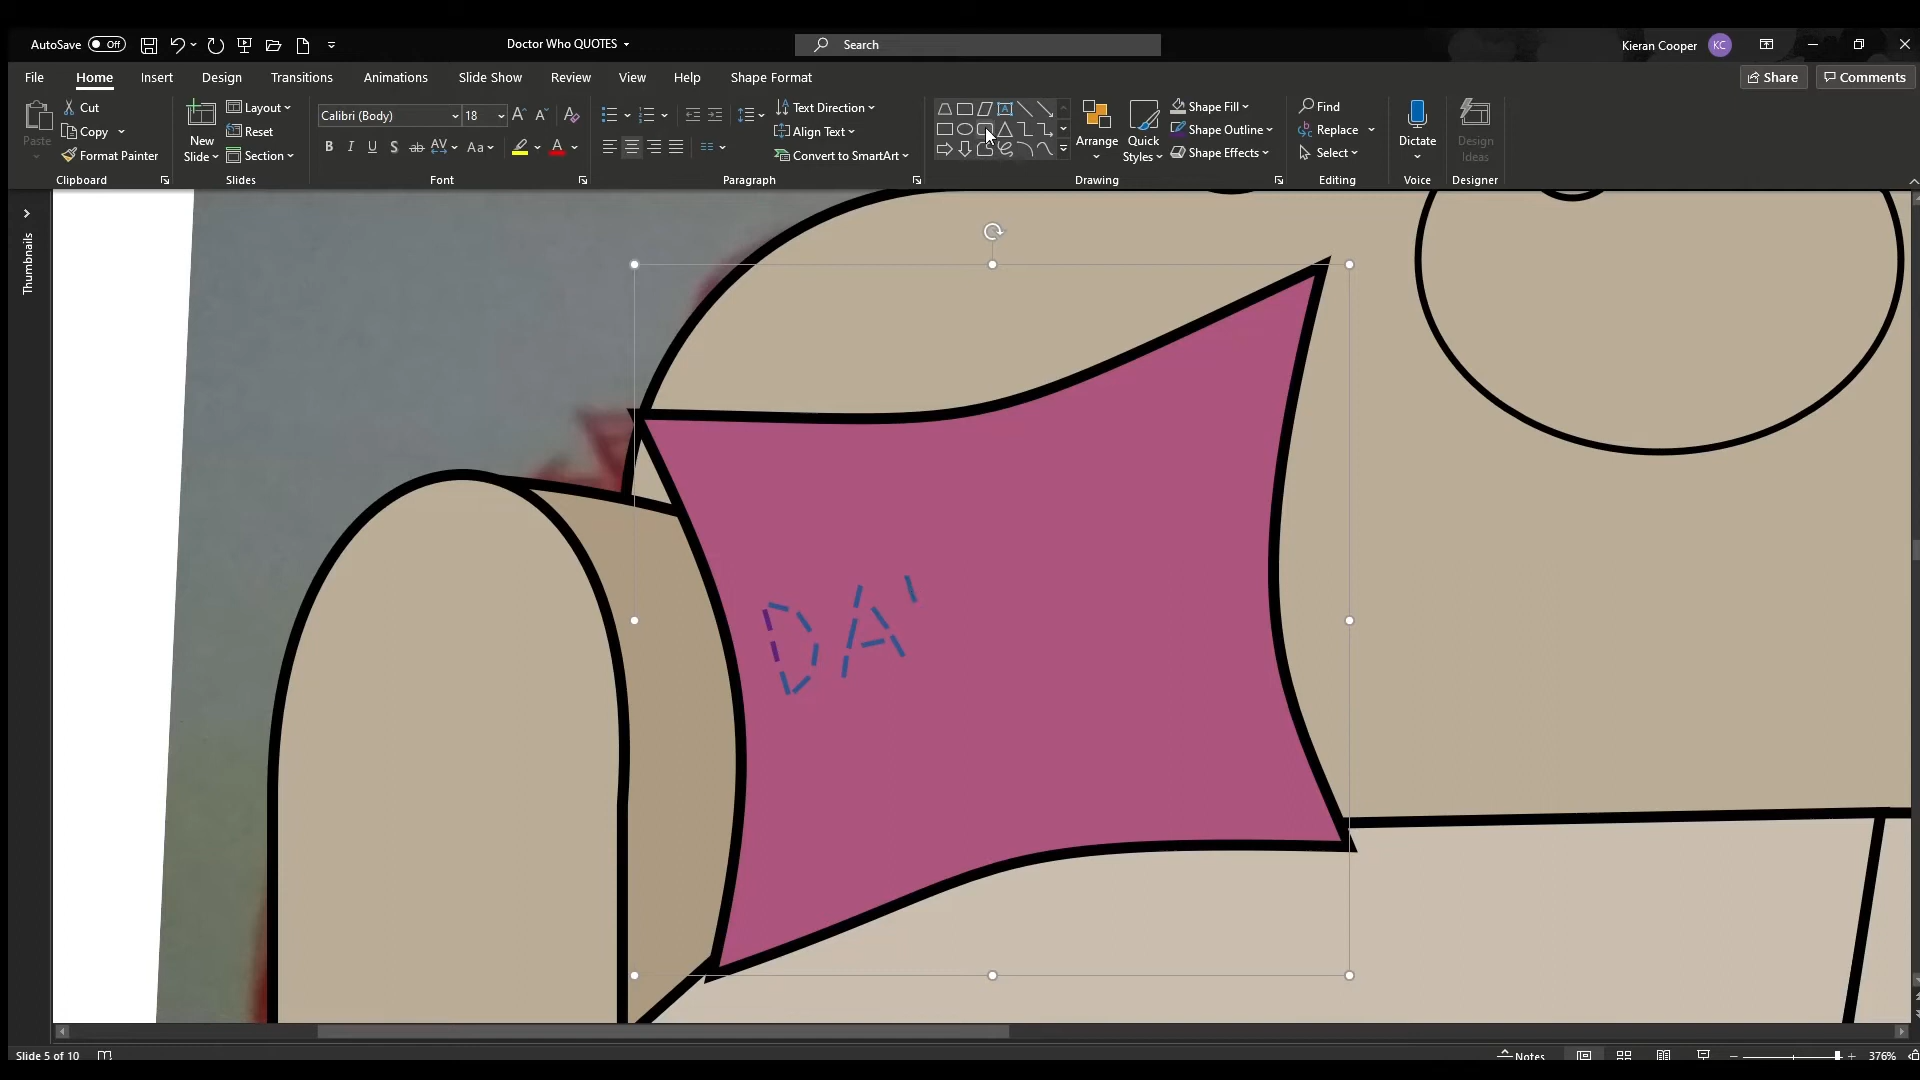 AutoSave Off
Doctor Who QUOTES
Search
Kieran Cooper KC
File Home Insert Design Transitions Animations Slide Show Review View Help Shape Format
Share Comments
Paste
Cut
Copy
Format Painter
Clipboard
New Slide
Layout
Reset
Section
Slides
Calibri (Body) 18
B I U S ab AV Aa A
Font
Text Direction
Align Text
Convert to SmartArt
Paragraph
Arrange
Quick Styles
Shape Fill
Shape Outline
Shape Effects
Drawing
Find
Replace
Select
Editing
Dictate
Voice
Design Ideas
Designer
Thumbnails
DA'
Slide 5 of 10
Notes
376%